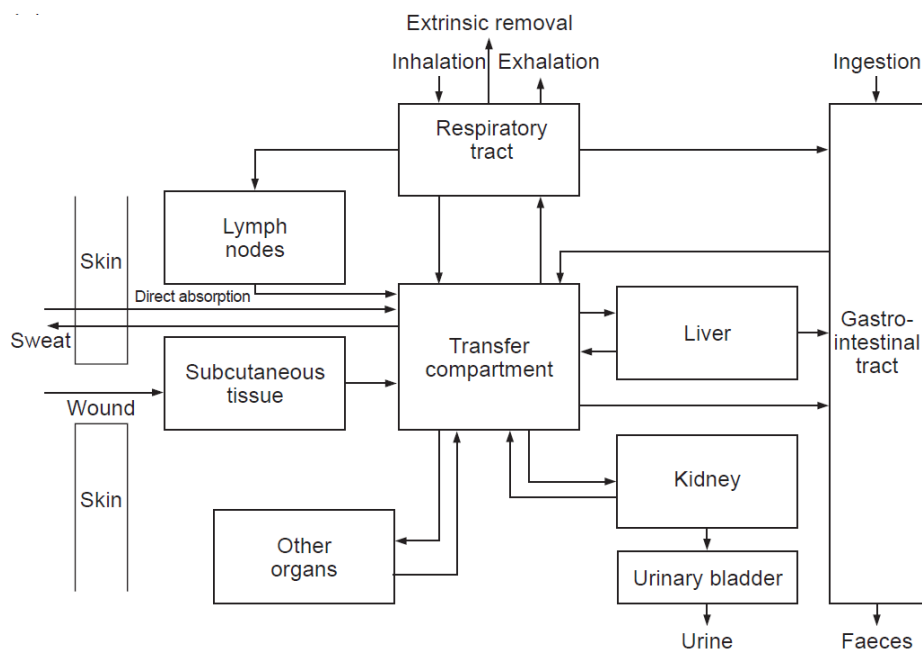 Extrinsic removal
Inhalation
Exhalation
Ingestion
Respiratory
tract
Lymph
nodes
Skin
Direct absorption
Sweat
Transfer
compartment
Liver
Gastro-
intestinal
tract
Subcutaneous
tissue
Wound
Skin
Kidney
Other
organs
Urinary bladder
Urine
Faeces